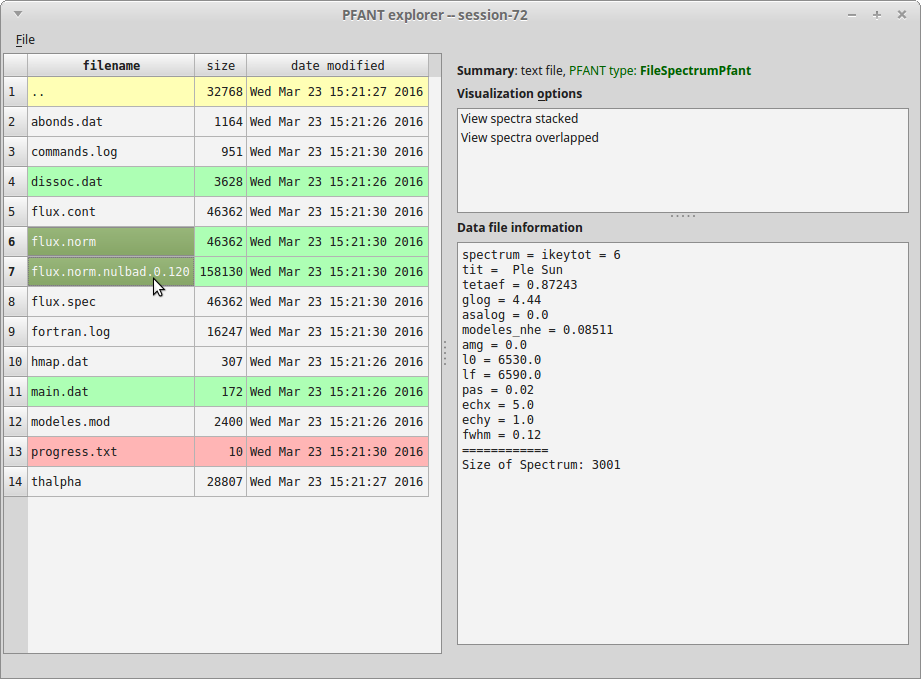 PFANT explorer -- session-72
File
filename size date modified
1 .. 32768 Wed Mar 23 15:21:27 2016
2 abonds.dat 1164 Wed Mar 23 15:21:26 2016
3 commands.log 951 Wed Mar 23 15:21:30 2016
4 dissoc.dat 3628 Wed Mar 23 15:21:26 2016
5 flux.cont 46362 Wed Mar 23 15:21:30 2016
6 flux.norm 46362 Wed Mar 23 15:21:30 2016
7 flux.norm.nulbad.0.120 158130 Wed Mar 23 15:21:30 2016
8 flux.spec 46362 Wed Mar 23 15:21:30 2016
9 fortran.log 16247 Wed Mar 23 15:21:30 2016
10 hmap.dat 307 Wed Mar 23 15:21:26 2016
11 main.dat 172 Wed Mar 23 15:21:26 2016
12 modeles.mod 2400 Wed Mar 23 15:21:26 2016
13 progress.txt 10 Wed Mar 23 15:21:30 2016
14 thalpha 28807 Wed Mar 23 15:21:27 2016
Summary: text file, PFANT type: FileSpectrumPfant
Visualization options
View spectra stacked
View spectra overlapped
Data file information
spectrum = ikeytot = 6
tit =  Ple Sun
tetaef = 0.87243
glog = 4.44
asalog = 0.0
modeles_nhe = 0.08511
amg = 0.0
l0 = 6530.0
lf = 6590.0
pas = 0.02
echx = 5.0
echy = 1.0
fwhm = 0.12
============
Size of Spectrum: 3001